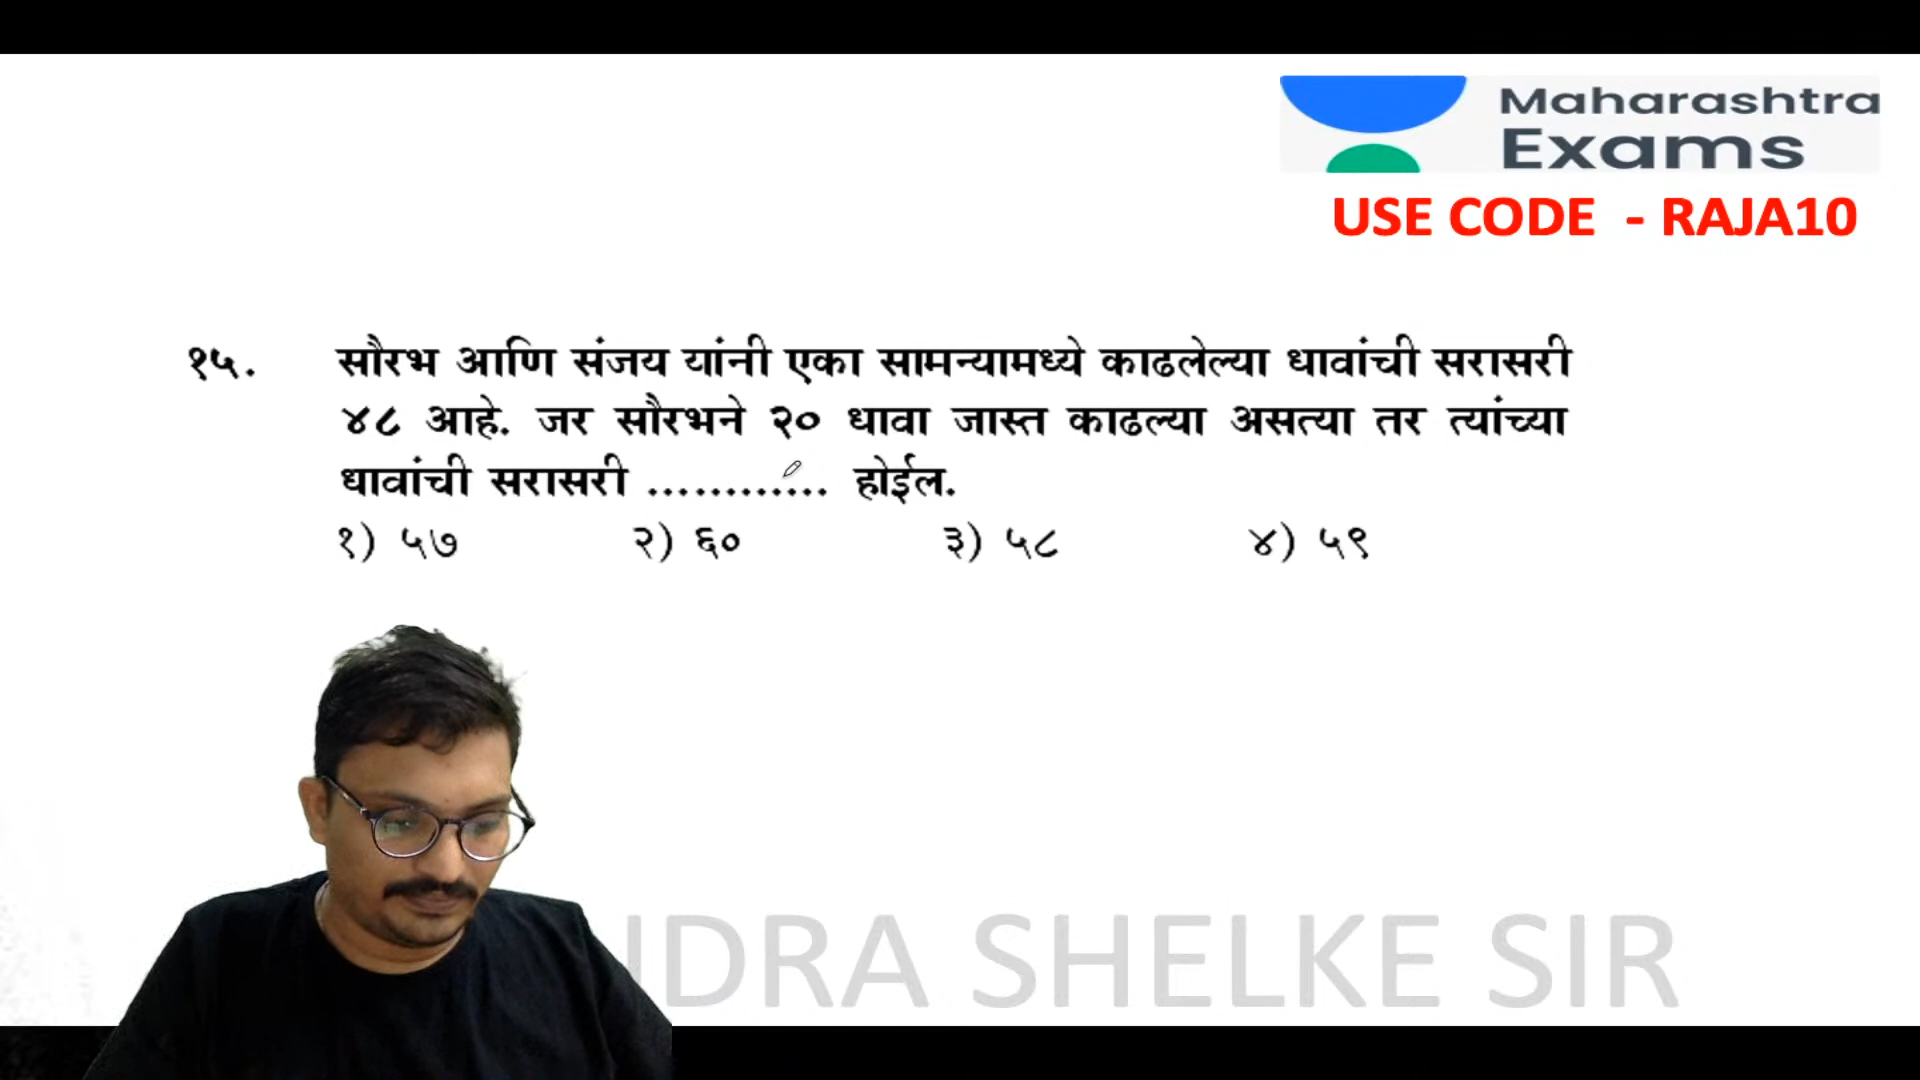 Maharashtra
Exams
USE CODE - RAJA10
१५. सौरभ आणि संजय यांनी एका सामन्यामध्ये काढलेल्या धावांची सरासरी
४८ आहे. जर सौरभने २० धावा जास्त काढल्या असत्या तर त्यांच्या
धावांची सरासरी ............ होईल.
१) ५७ २) ६० ३) ५८ ४) ५९
SHELKE SIR